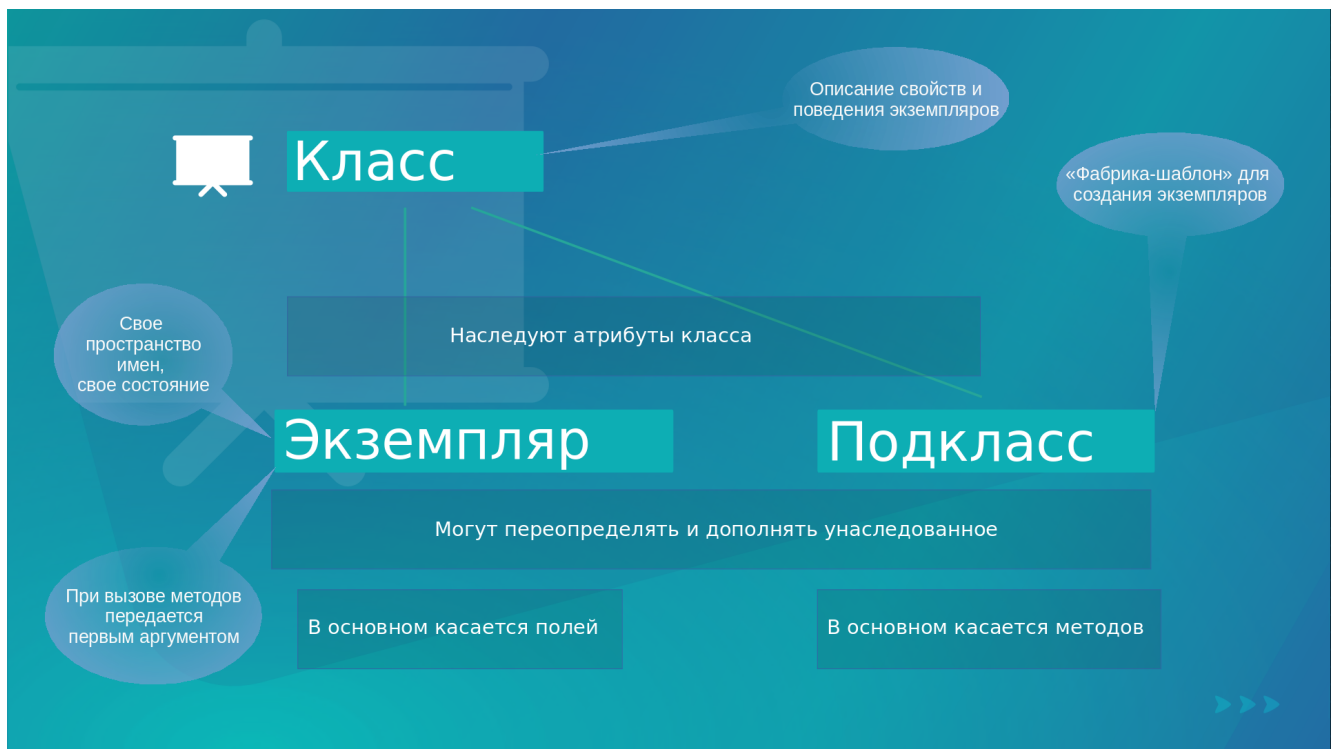 Описание свойств и
поведения экземпляров
Класс
«Фабрика-шаблон» для
создания экземпляров
Свое
пространство
имен,
свое состояние
Наследуют атрибуты класса
Экземпляр
Подкласс
Могут переопределять и дополнять унаследованное
При вызове методов
передается
первым аргументом
В основном касается полей
В основном касается методов